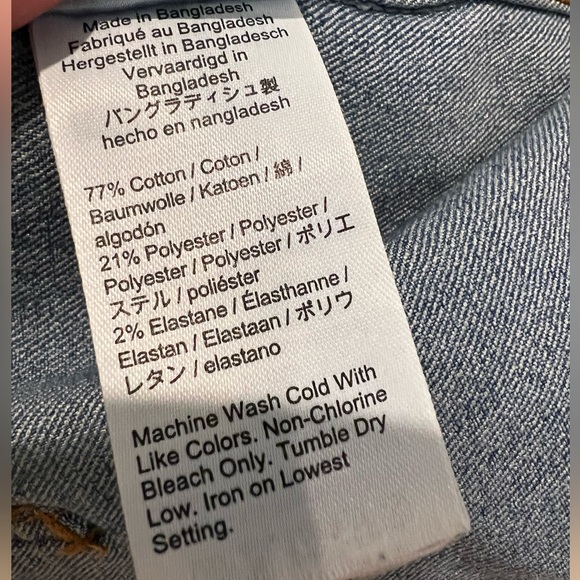 Made in Bangladesh
Fabriqué au Bangladesh
Hergestellt in Bangladesch
Vervaardigd in
Bangladesh
バングラディシュ製
hecho en nangladesh
77% Cotton / Coton /
Baumwolle / Katoen / 綿 /
algodón
21% Polyester / Polyester /
Polyester / Polyester / ポリエ
ステル / poliéster
2% Elastane / Élasthanne /
Elastan / Elastaan / ポリウ
レタン / elastano
Machine Wash Cold With
Like Colors. Non-Chlorine
Bleach Only. Tumble Dry
Low. Iron on Lowest
Setting.